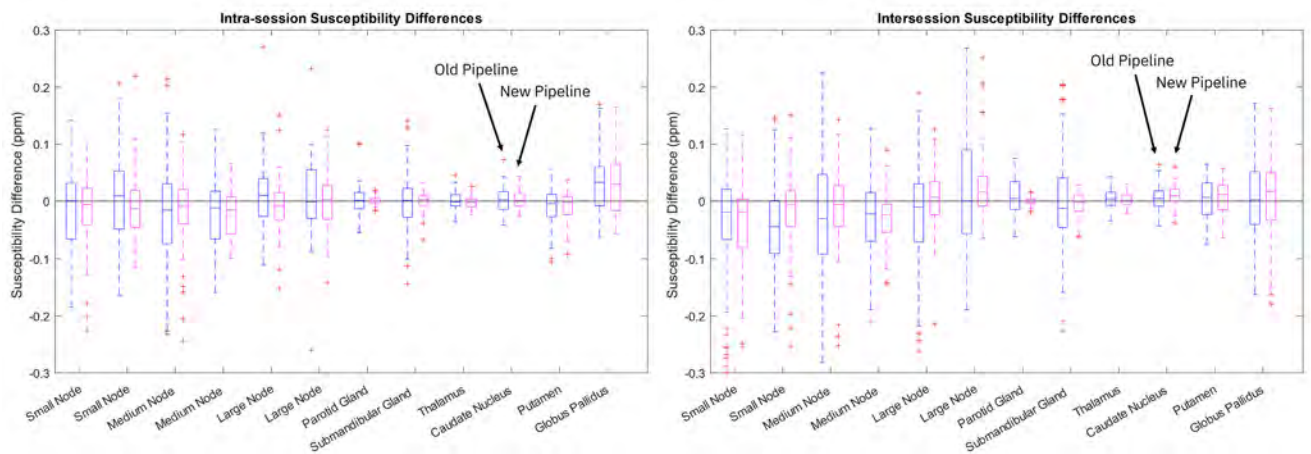 Intra-session Susceptibility Differences
0.3
0.2
0.1
0
-0.1
-0.2
-0.3
Susceptibility Difference (ppm)
Old Pipeline
New Pipeline
Small Node
Small Node
Medium Node
Medium Node
Large Node
Large Node
Parotid Gland
Submandibular Gland
Thalamus
Caudate Nucleus
Putamen
Globus Pallidus
Intersession Susceptibility Differences
0.3
0.2
0.1
0
-0.1
-0.2
-0.3
Susceptibility Difference (ppm)
Old Pipeline
New Pipeline
Small Node
Small Node
Medium Node
Medium Node
Large Node
Large Node
Parotid Gland
Submandibular Gland
Thalamus
Caudate Nucleus
Putamen
Globus Pallidus